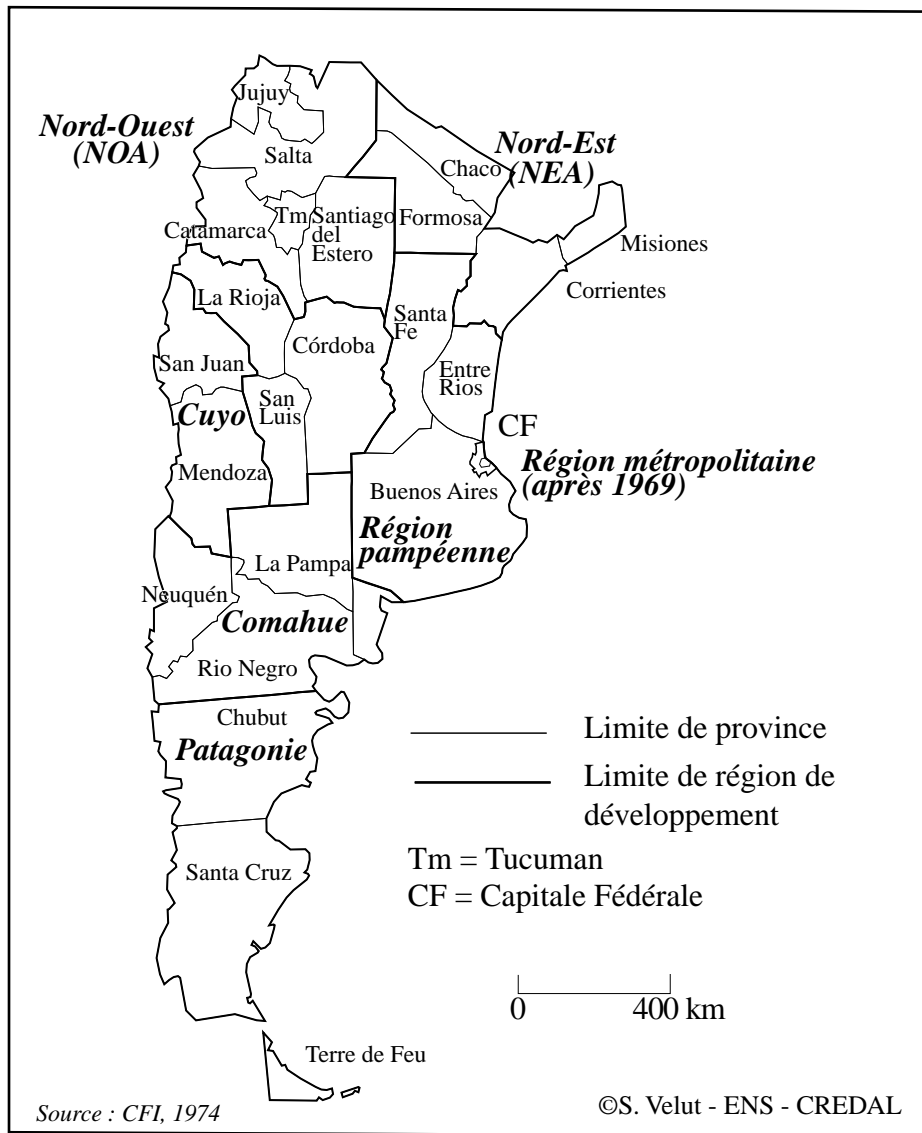 Jujuy
Nord-Ouest
(NOA)
Salta
Nord-Est
(NEA)
Chaco
Tm
Santiago
del
Estero
Formosa
Catamarca
Misiones
Corrientes
La Rioja
Santa
Fe
Córdoba
San Juan
Entre
Rios
San
Luis
Cuyo
CF
Région métropolitaine
(après 1969)
Mendoza
Buenos Aires
Région
pampéenne
La Pampa
Neuquén
Comahue
Rio Negro
Chubut
Patagonie
Limite de province
Limite de région de
développement
Tm = Tucuman
CF = Capitale Fédérale
Santa Cruz
0 400 km
Terre de Feu
Source : CFI, 1974
©S. Velut - ENS - CREDAL